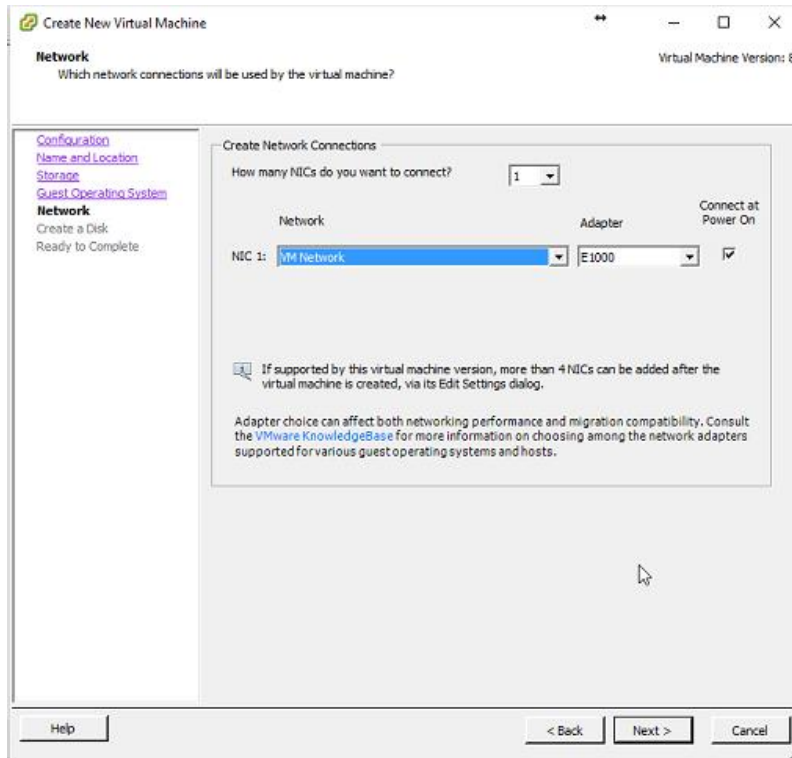 Create New Virtual Machine
Network
Which network connections will be used by the virtual machine?
Virtual Machine Version: 8
Configuration
Name and Location
Storage
Guest Operating System
Network
Create a Disk
Ready to Complete
Create Network Connections
How many NICs do you want to connect?
1
Network
Adapter
Connect at
Power On
NIC 1:
VM Network
E1000
If supported by this virtual machine version, more than 4 NICs can be added after the
virtual machine is created, via its Edit Settings dialog.
Adapter choice can affect both networking performance and migration compatibility. Consult
the VMware KnowledgeBase for more information on choosing among the network adapters
supported for various guest operating systems and hosts.
Help
< Back
Next >
Cancel